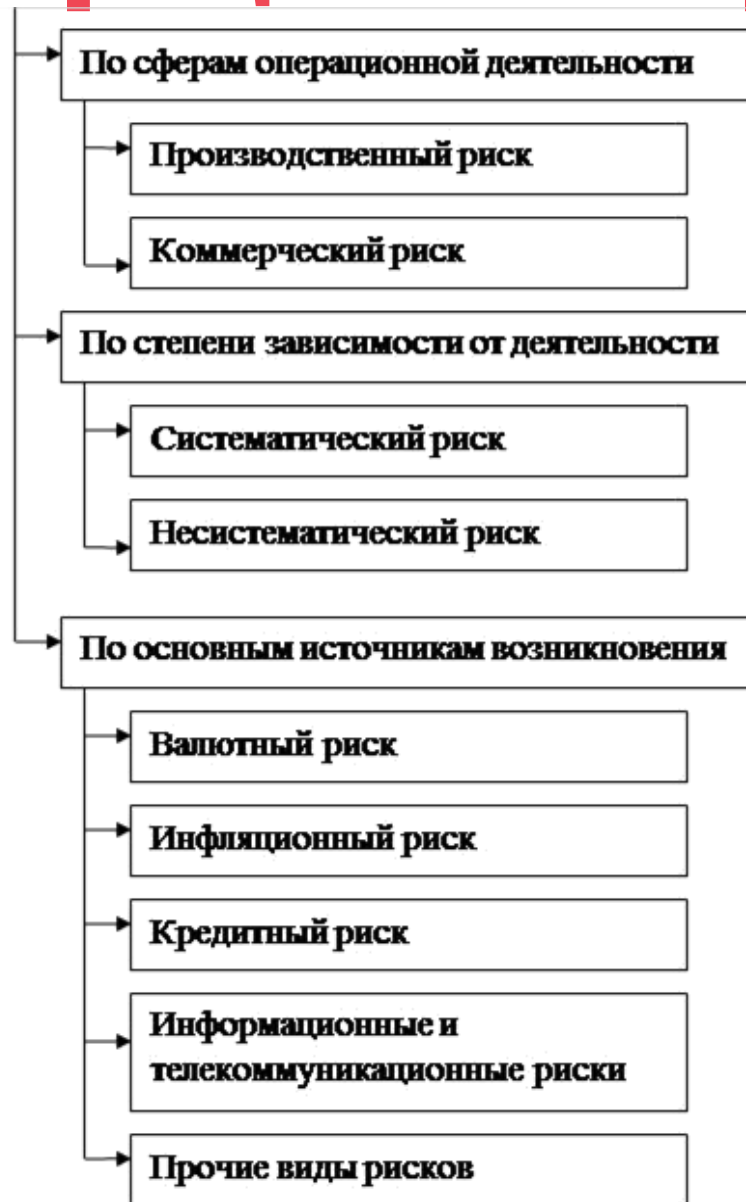 По сферам операционной деятельности
Производственный риск
Коммерческий риск
По степени зависимости от деятельности
Систематический риск
Несистематический риск
По основным источникам возникновения
Валютный риск
Инфляционный риск
Кредитный риск
Информационные и
телекоммуникационные риски
Прочие виды рисков